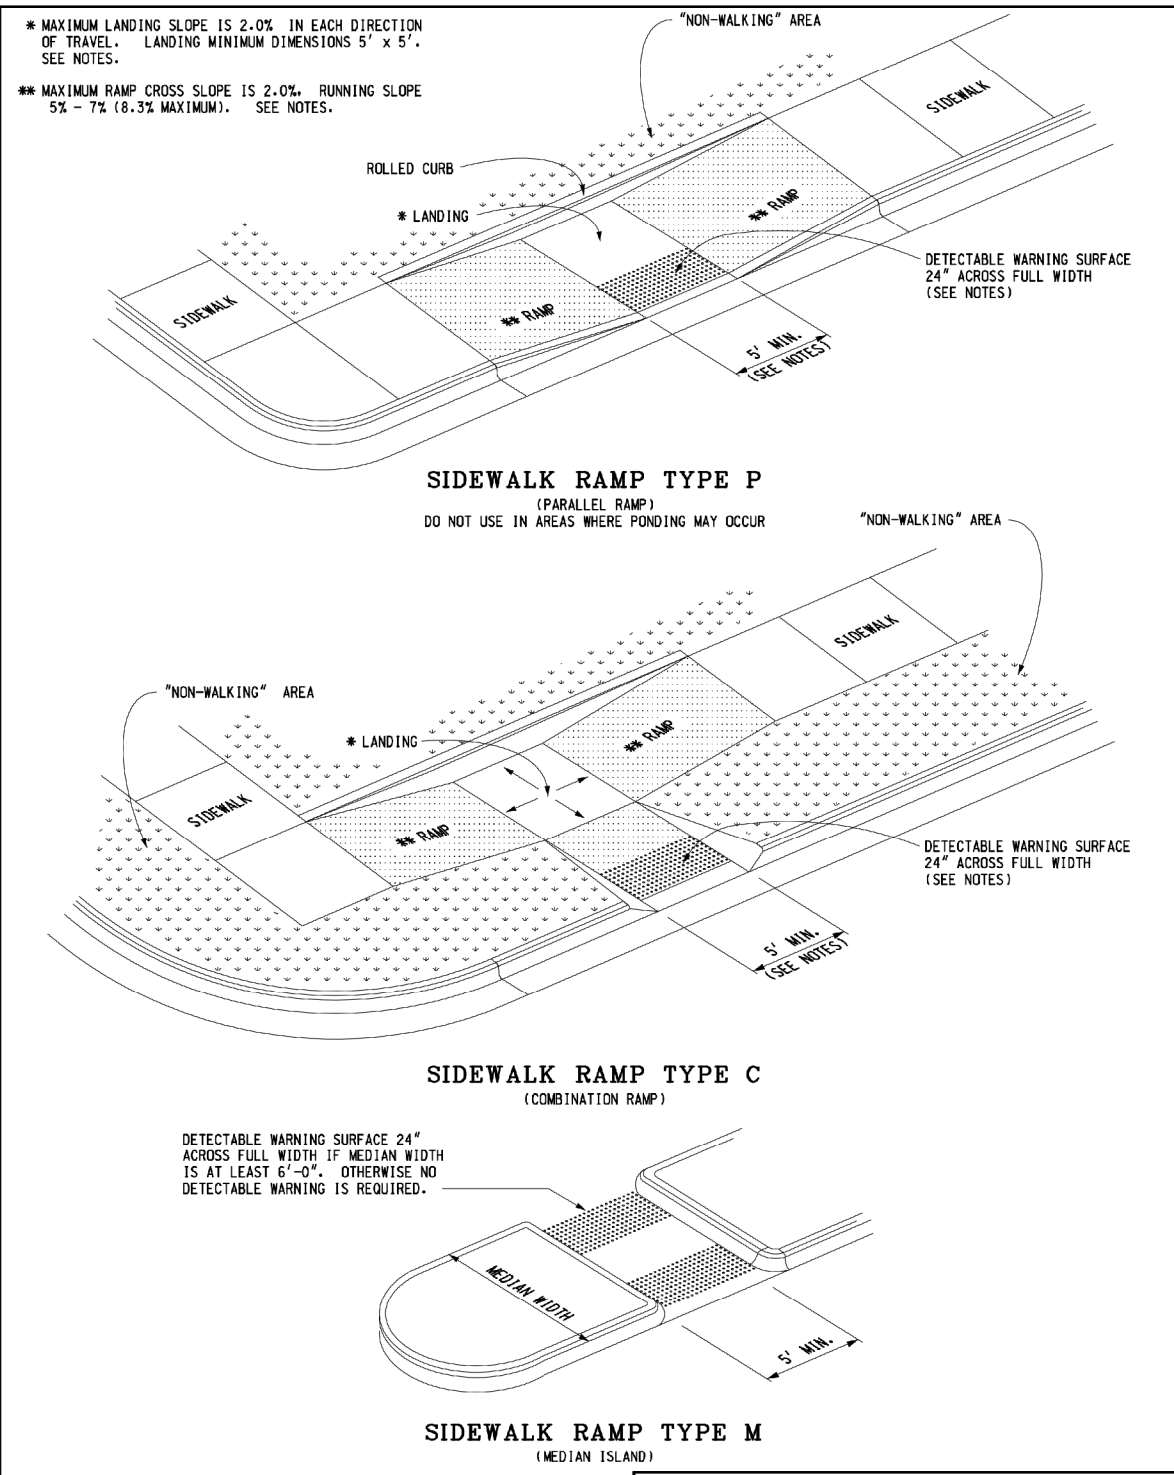 * MAXIMUM LANDING SLOPE IS 2.0% IN EACH DIRECTION
OF TRAVEL. LANDING MINIMUM DIMENSIONS 5' x 5'.
SEE NOTES.
** MAXIMUM RAMP CROSS SLOPE IS 2.0%, RUNNING SLOPE
5% - 7% (8.3% MAXIMUM). SEE NOTES.
"NON-WALKING" AREA
SIDEWALK
ROLLED CURB
* LANDING
** RAMP
DETECTABLE WARNING SURFACE
24" ACROSS FULL WIDTH
(SEE NOTES)
SIDEWALK
** RAMP
5' MIN.
(SEE NOTES)
SIDEWALK RAMP TYPE P
(PARALLEL RAMP)
DO NOT USE IN AREAS WHERE PONDING MAY OCCUR
"NON-WALKING" AREA
SIDEWALK
"NON-WALKING" AREA
* LANDING
** RAMP
SIDEWALK
** RAMP
DETECTABLE WARNING SURFACE
24" ACROSS FULL WIDTH
(SEE NOTES)
5' MIN.
(SEE NOTES)
SIDEWALK RAMP TYPE C
(COMBINATION RAMP)
DETECTABLE WARNING SURFACE 24"
ACROSS FULL WIDTH IF MEDIAN WIDTH
IS AT LEAST 6'-0". OTHERWISE NO
DETECTABLE WARNING IS REQUIRED.
MEDIAN WIDTH
5' MIN.
SIDEWALK RAMP TYPE M
(MEDIAN ISLAND)